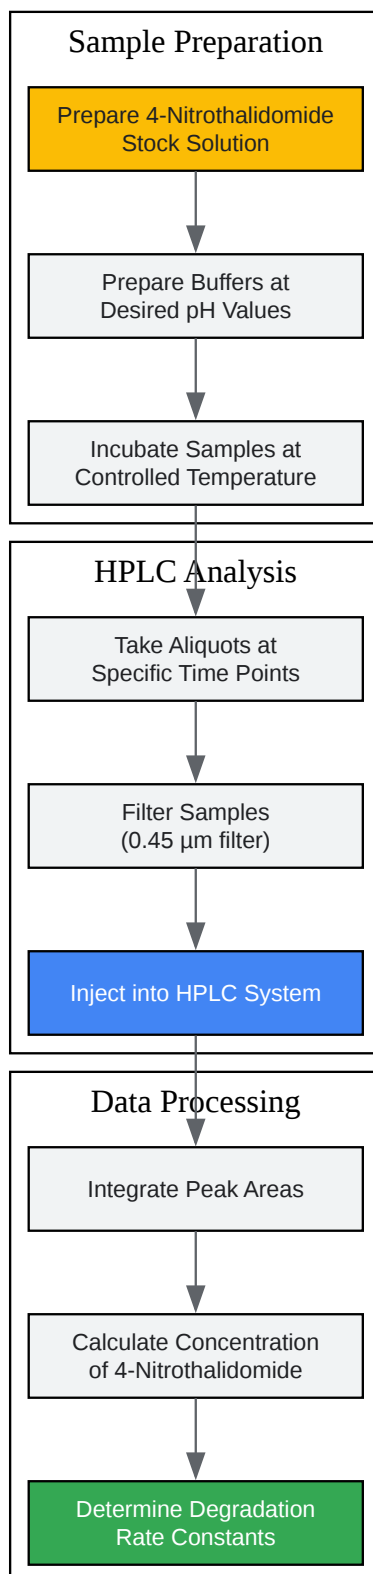 Sample Preparation
Prepare 4-Nitrothalidomide
Stock Solution
Prepare Buffers at
Desired pH Values
Incubate Samples at
Controlled Temperature
HPLC Analysis
Take Aliquots at
Specific Time Points
Filter Samples
(0.45 µm filter)
Inject into HPLC System
Data Processing
Integrate Peak Areas
Calculate Concentration
of 4-Nitrothalidomide
Determine Degradation
Rate Constants